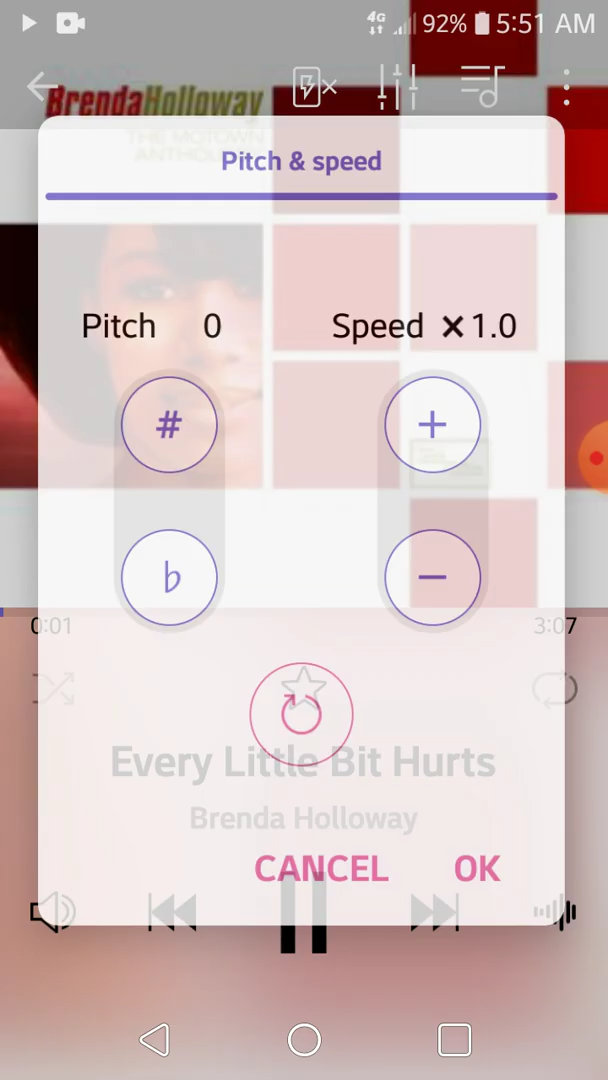 4G 92% 5:51 AM
BrendaHolloway
THE MOTOWN
ANTHOLOGY
Pitch & speed
Pitch 0 Speed ×1.0
# +
♭ −
0:01 3:07
Every Little Bit Hurts
Brenda Holloway
CANCEL OK